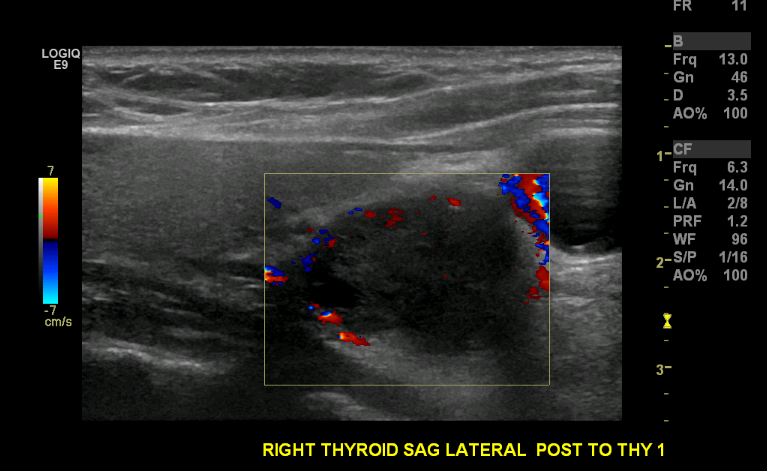 FR 11
LOGIQ
E9
B
Frq 13.0
Gn 46
D 3.5
AO% 100
CF
Frq 6.3
Gn 14.0
L/A 2/8
PRF 1.2
WF 96
S/P 1/16
AO% 100
7
-7
cm/s
1
2
3
RIGHT THYROID SAG LATERAL POST TO THY 1